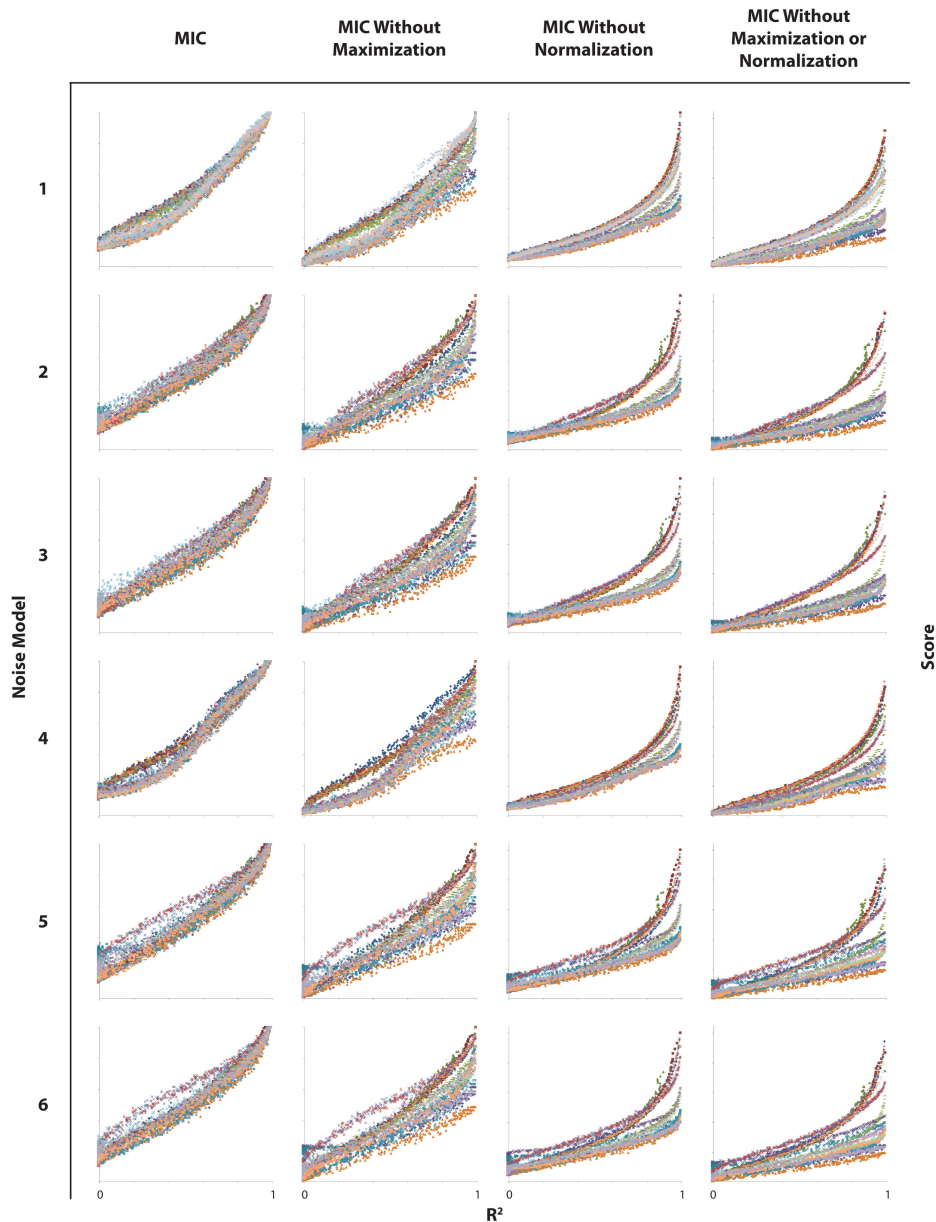 MIC
MIC Without
Maximization
MIC Without
Normalization
MIC Without
Maximization or
Normalization
1
2
3
4
5
6
Noise Model
Score
0 1 0 1 0 1 0 1
R²